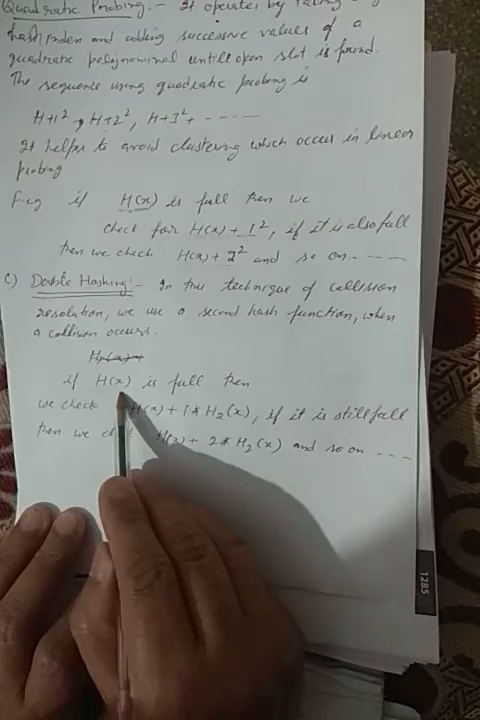 Quadratic Probing:- It operates by taking
hash index and adding successive values of a
quadratic polynominal untill open slot is found.
The sequence using quadratic probing is
H+1², H+2², H+3² + -----
It helps to avoid clustering which occur in linear
probing
F-eg if H(x) is full then we
check for H(x) + 1², if it is also full
then we check H(x) + 2² and so on-----
C) Double Hashing:- In this technique of collision
resolution, we use a second hash function, when
a collision occurs.
if H(x) is full then
we check H(x) + 1* H₂(x), if it is still full
then we H(x) + 2* H₂(x) and so on ---
1285